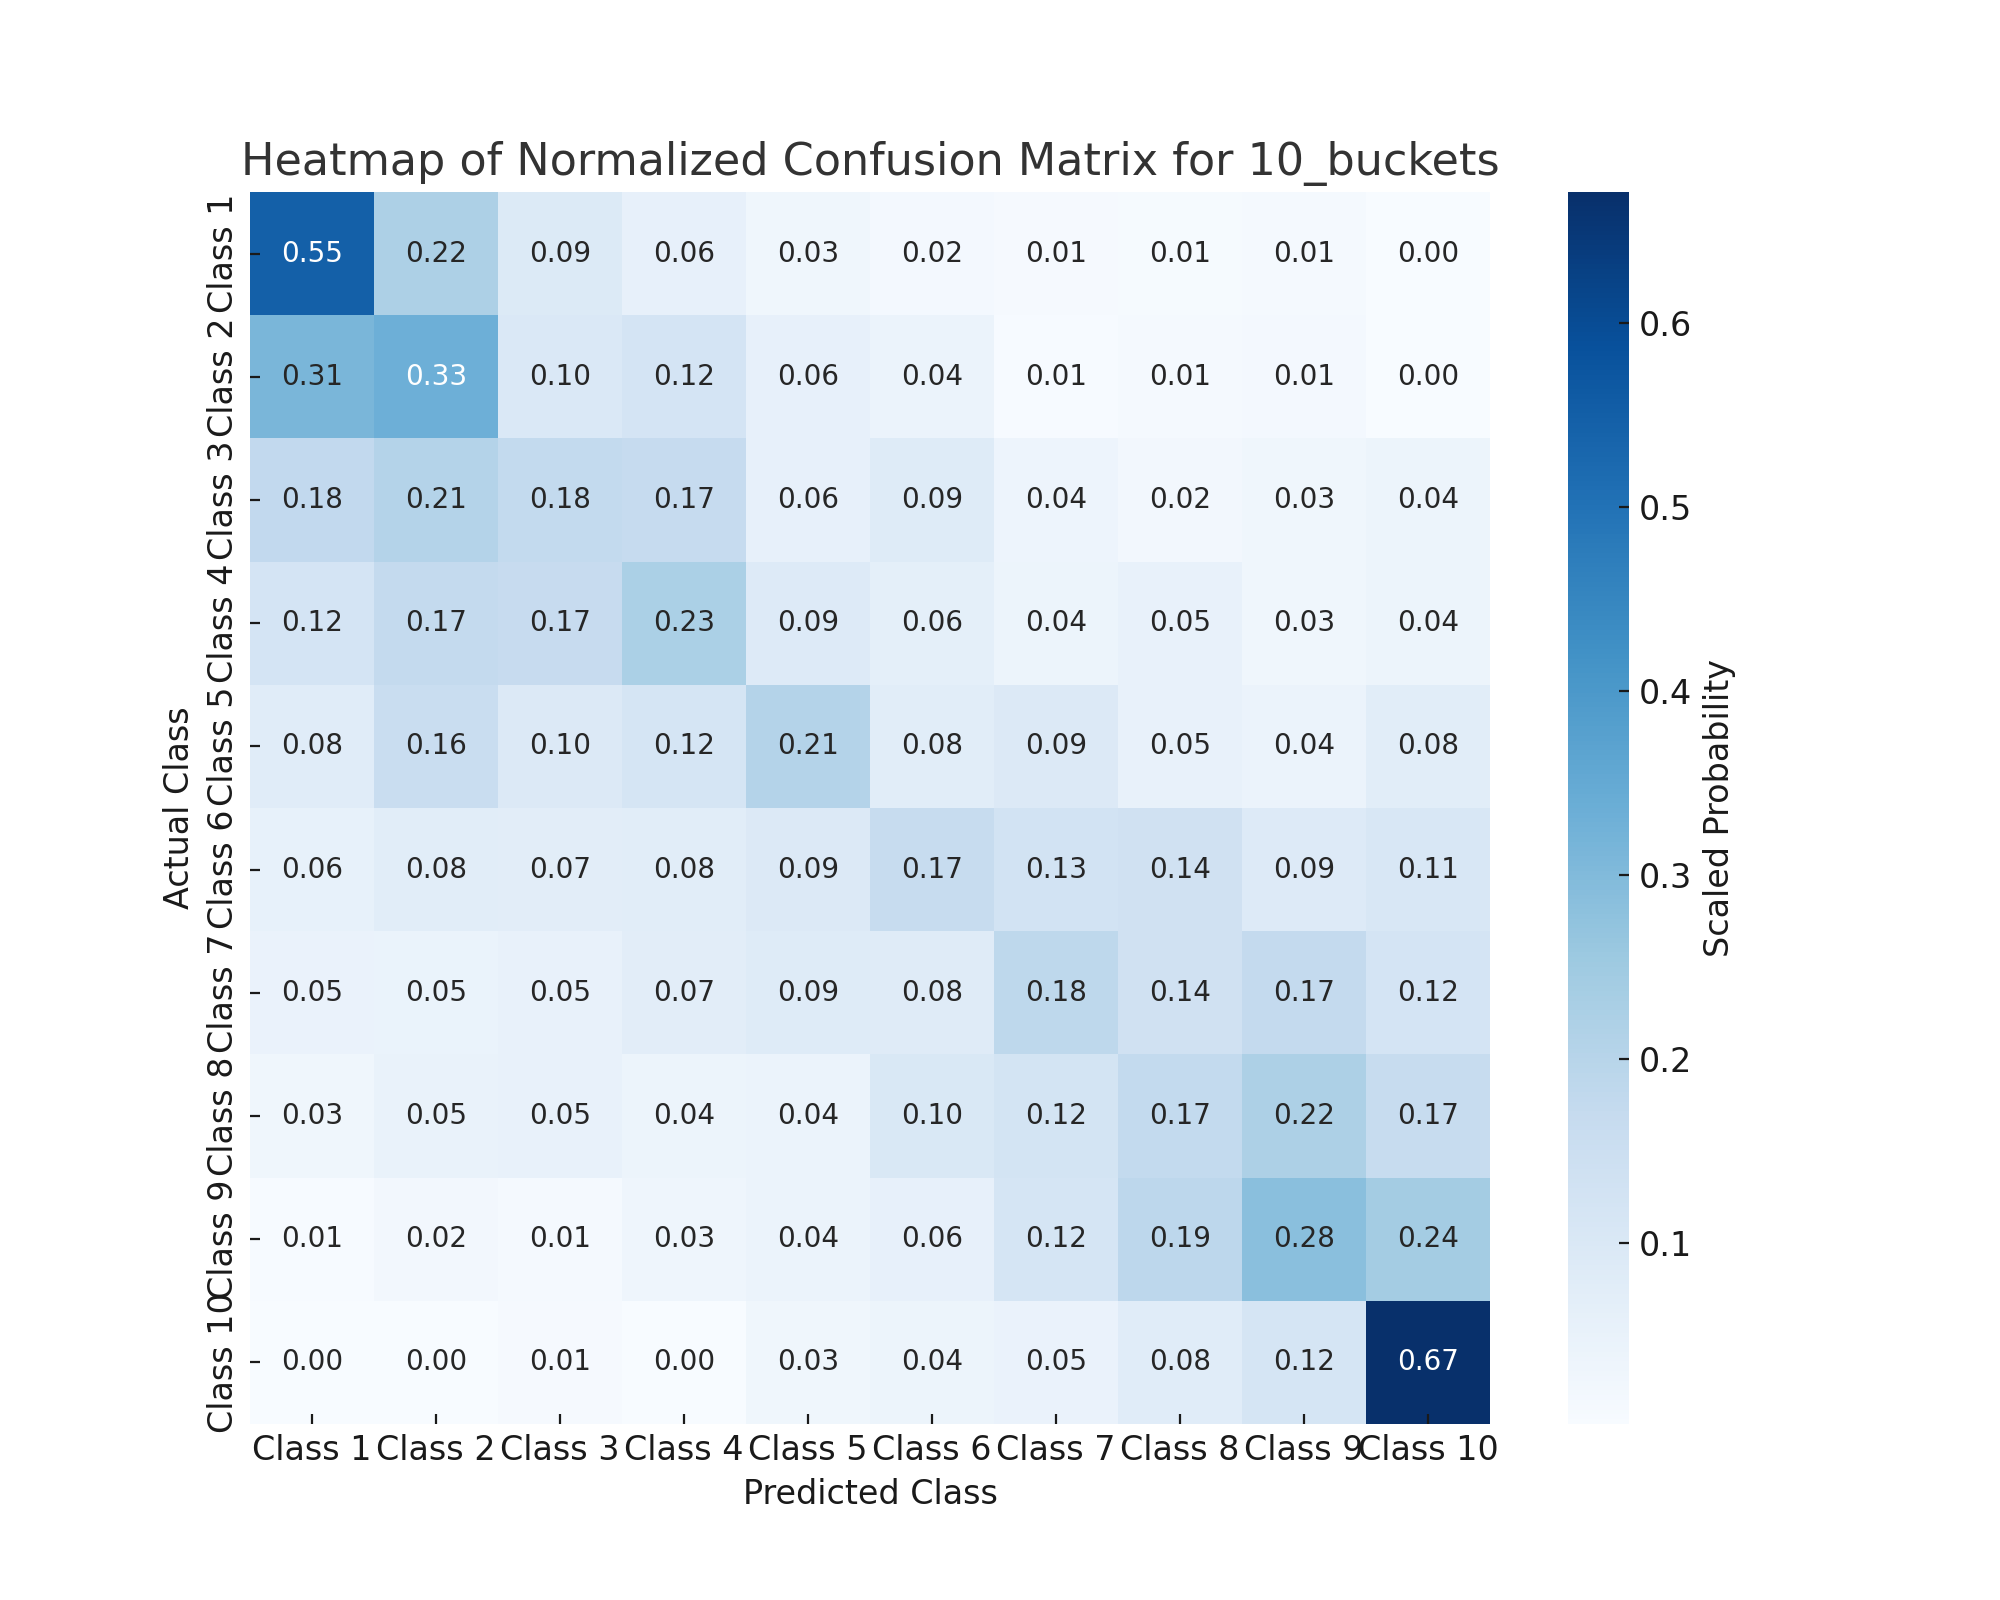 Heatmap of Normalized Confusion Matrix for 10_buckets
Class 1 0.55 0.22 0.09 0.06 0.03 0.02 0.01 0.01 0.01 0.00
Class 2 0.31 0.33 0.10 0.12 0.06 0.04 0.01 0.01 0.01 0.00
Class 3 0.18 0.21 0.18 0.17 0.06 0.09 0.04 0.02 0.03 0.04
Class 4 0.12 0.17 0.17 0.23 0.09 0.06 0.04 0.05 0.03 0.04
Class 5 0.08 0.16 0.10 0.12 0.21 0.08 0.09 0.05 0.04 0.08
Class 6 0.06 0.08 0.07 0.08 0.09 0.17 0.13 0.14 0.09 0.11
Class 7 0.05 0.05 0.05 0.07 0.09 0.08 0.18 0.14 0.17 0.12
Class 8 0.03 0.05 0.05 0.04 0.04 0.10 0.12 0.17 0.22 0.17
Class 9 0.01 0.02 0.01 0.03 0.04 0.06 0.12 0.19 0.28 0.24
Class 10 0.00 0.00 0.01 0.00 0.03 0.04 0.05 0.08 0.12 0.67
Class 1 Class 2 Class 3 Class 4 Class 5 Class 6 Class 7 Class 8 Class 9 Class 10
Predicted Class
Actual Class
0.6
0.5
0.4
0.3
0.2
0.1
Scaled Probability